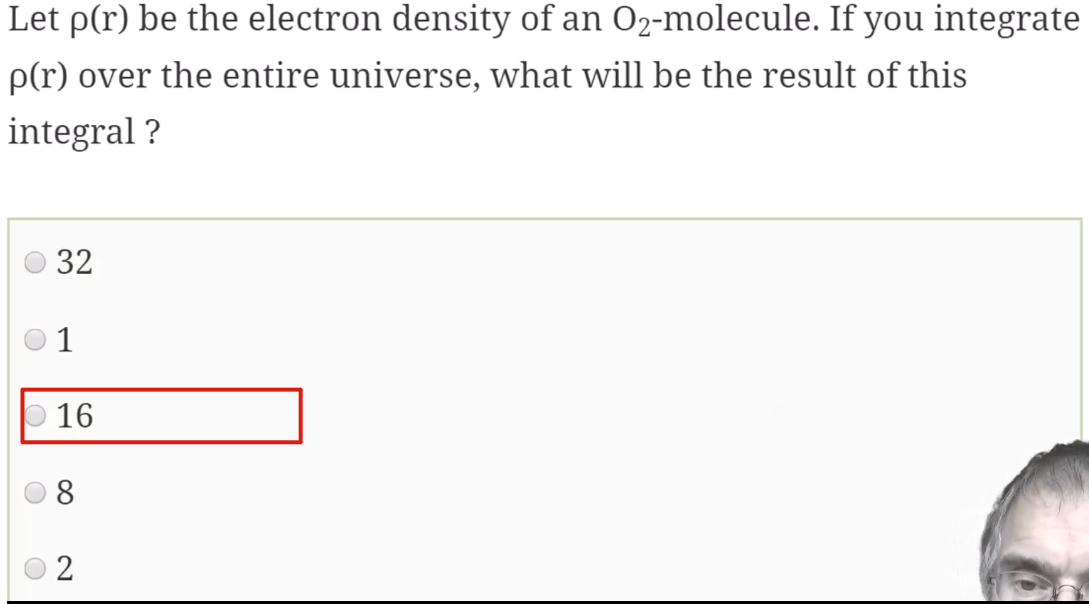 Let ρ(r) be the electron density of an O₂-molecule. If you integrate
ρ(r) over the entire universe, what will be the result of this
integral ?
32
1
16
8
2